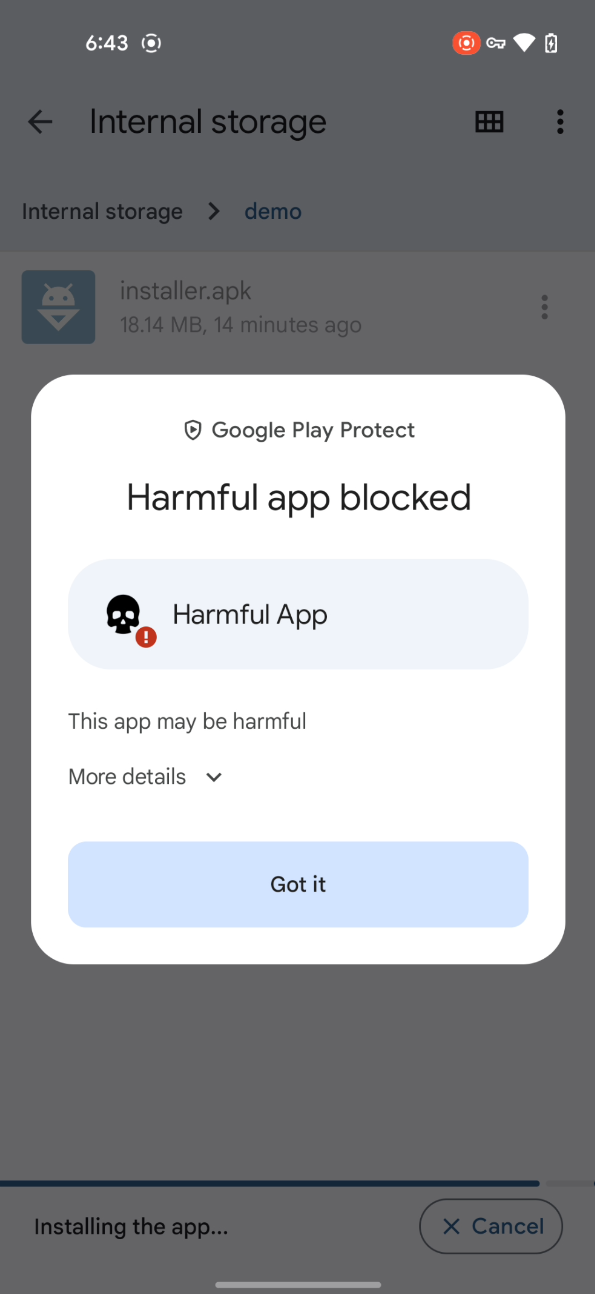 6:43
Internal storage
Internal storage > demo
installer.apk
18.14 MB, 14 minutes ago
Google Play Protect
Harmful app blocked
Harmful App
This app may be harmful
More details
Got it
Installing the app...
Cancel